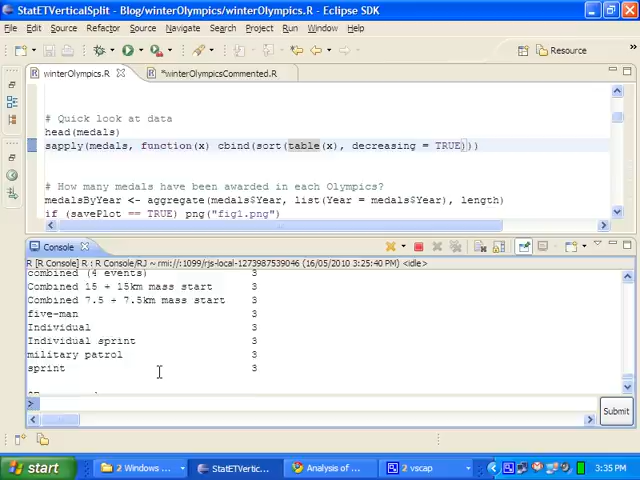 StatETVerticalSplit - Blog/winterOlympics/winterOlympics.R - Eclipse SDK
File Edit Source Refactor Navigate Search Project Run Window Help
Resource
winterOlympics.R
*winterOlympicsCommented.R
# Quick look at data
head(medals)
sapply(medals, function(x) cbind(sort(table(x), decreasing = TRUE)))
# How many medals have been awarded in each Olympics?
medalsByYear <- aggregate(medals$Year, list(Year = medals$Year), length)
if (savePlot == TRUE) png("fig1.png")
Console
R [R Console] R Console/RJ ~ rmi://:1099/rjs-local-1273987539046 (16/05/2010 3:25:40 PM) <idle>
combined (4 events) 3
Combined 15 + 15km mass start 3
Combined 7.5 + 7.5km mass start 3
five-man 3
Individual 3
Individual sprint 3
military patrol 3
sprint 3
>
Submit
start
2 Windows ...
StatETVertic...
Analysis of ...
2 vscap
3:35 PM